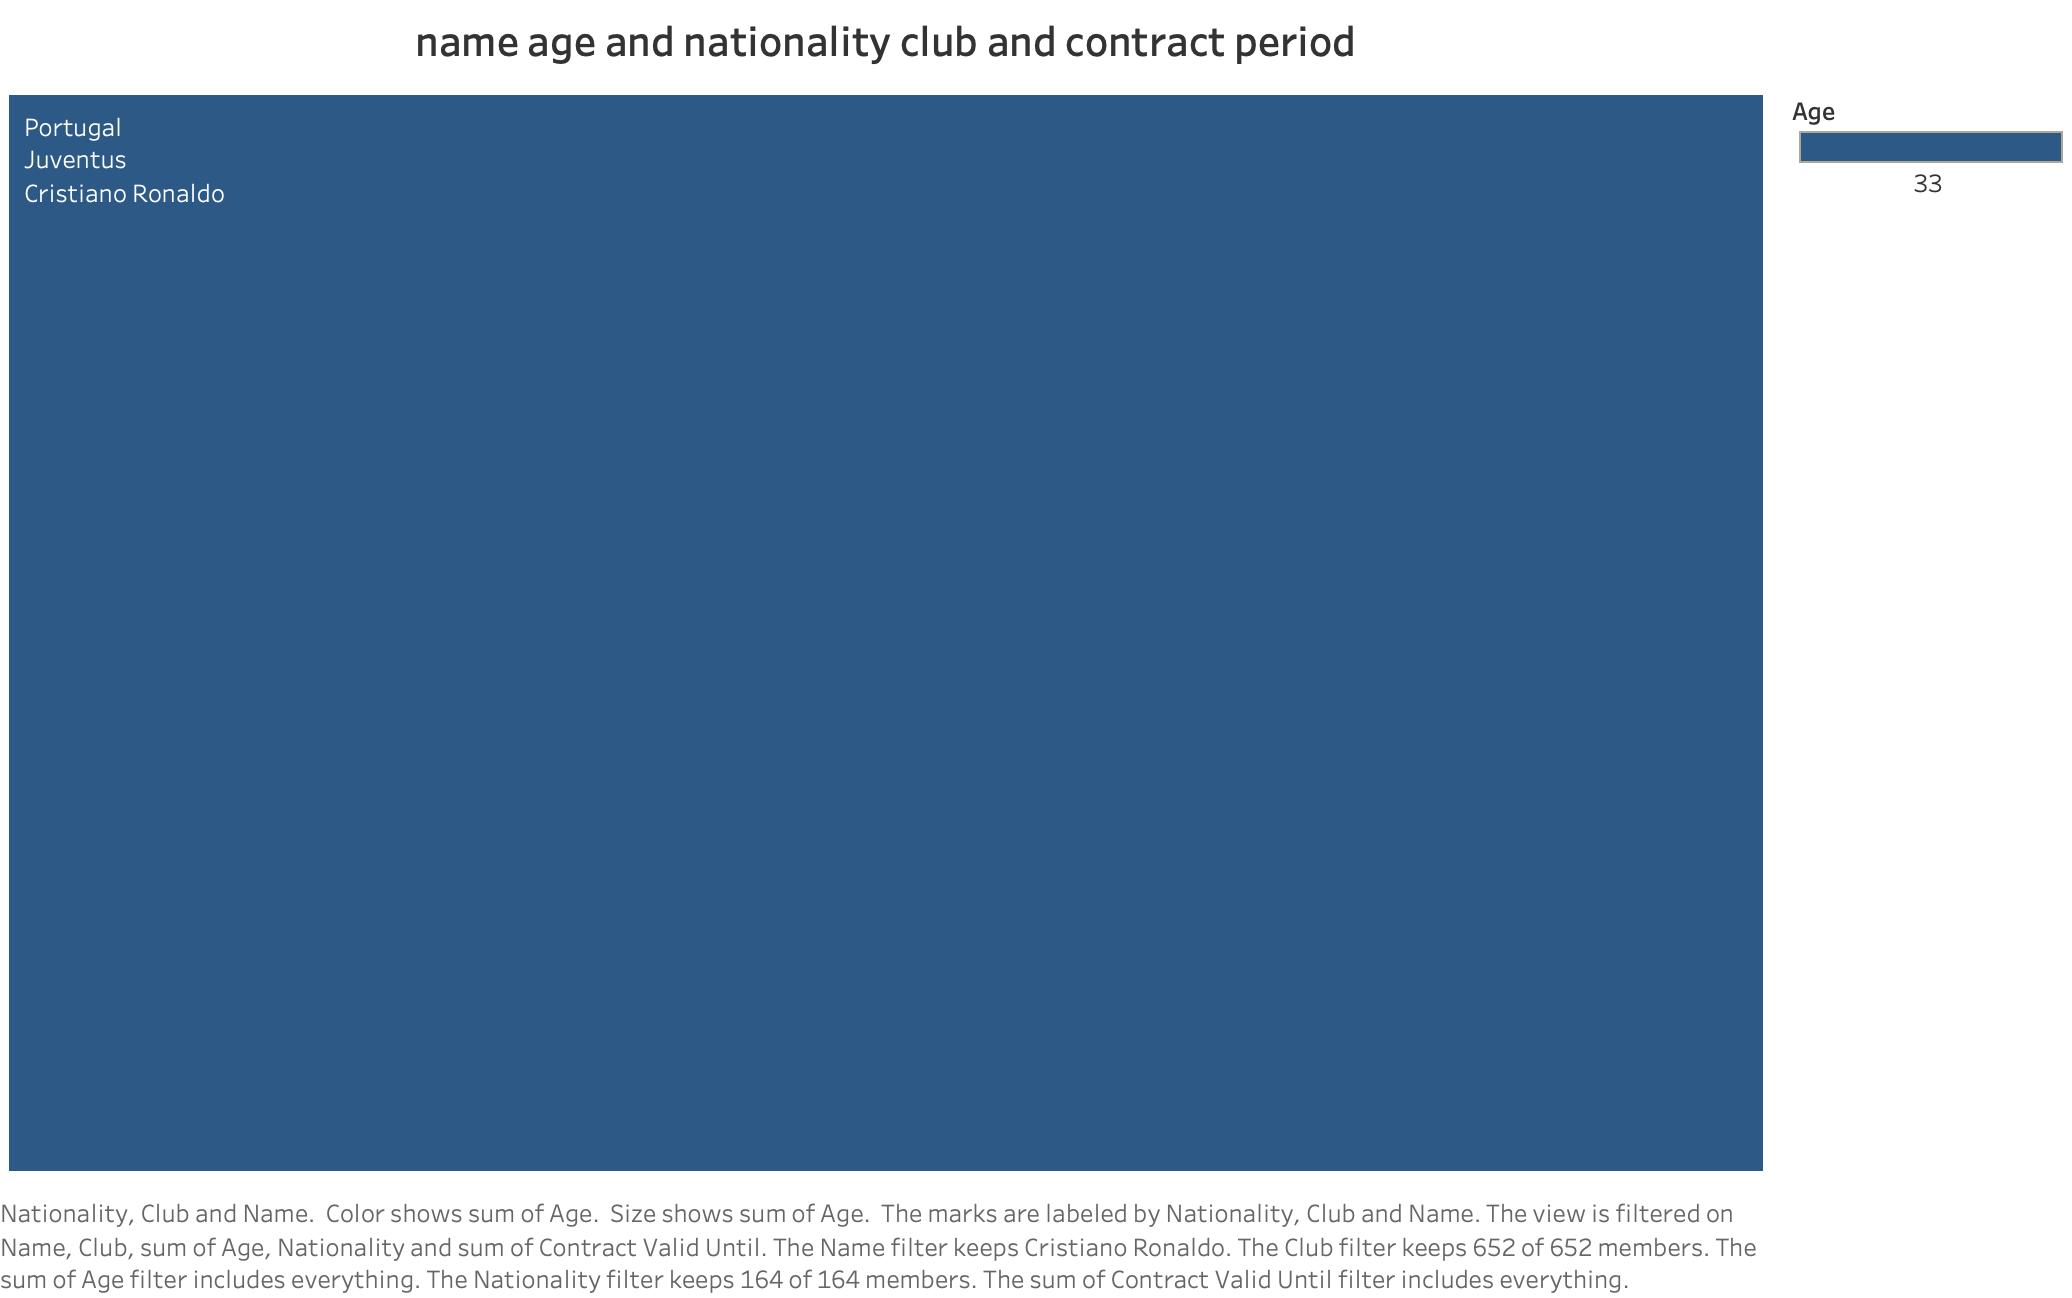 name age and nationality club and contract period
Portugal
Juventus
Cristiano Ronaldo
Age
33
Nationality, Club and Name.  Color shows sum of Age.  Size shows sum of Age.  The marks are labeled by Nationality, Club and Name. The view is filtered on
Name, Club, sum of Age, Nationality and sum of Contract Valid Until. The Name filter keeps Cristiano Ronaldo. The Club filter keeps 652 of 652 members. The
sum of Age filter includes everything. The Nationality filter keeps 164 of 164 members. The sum of Contract Valid Until filter includes everything.